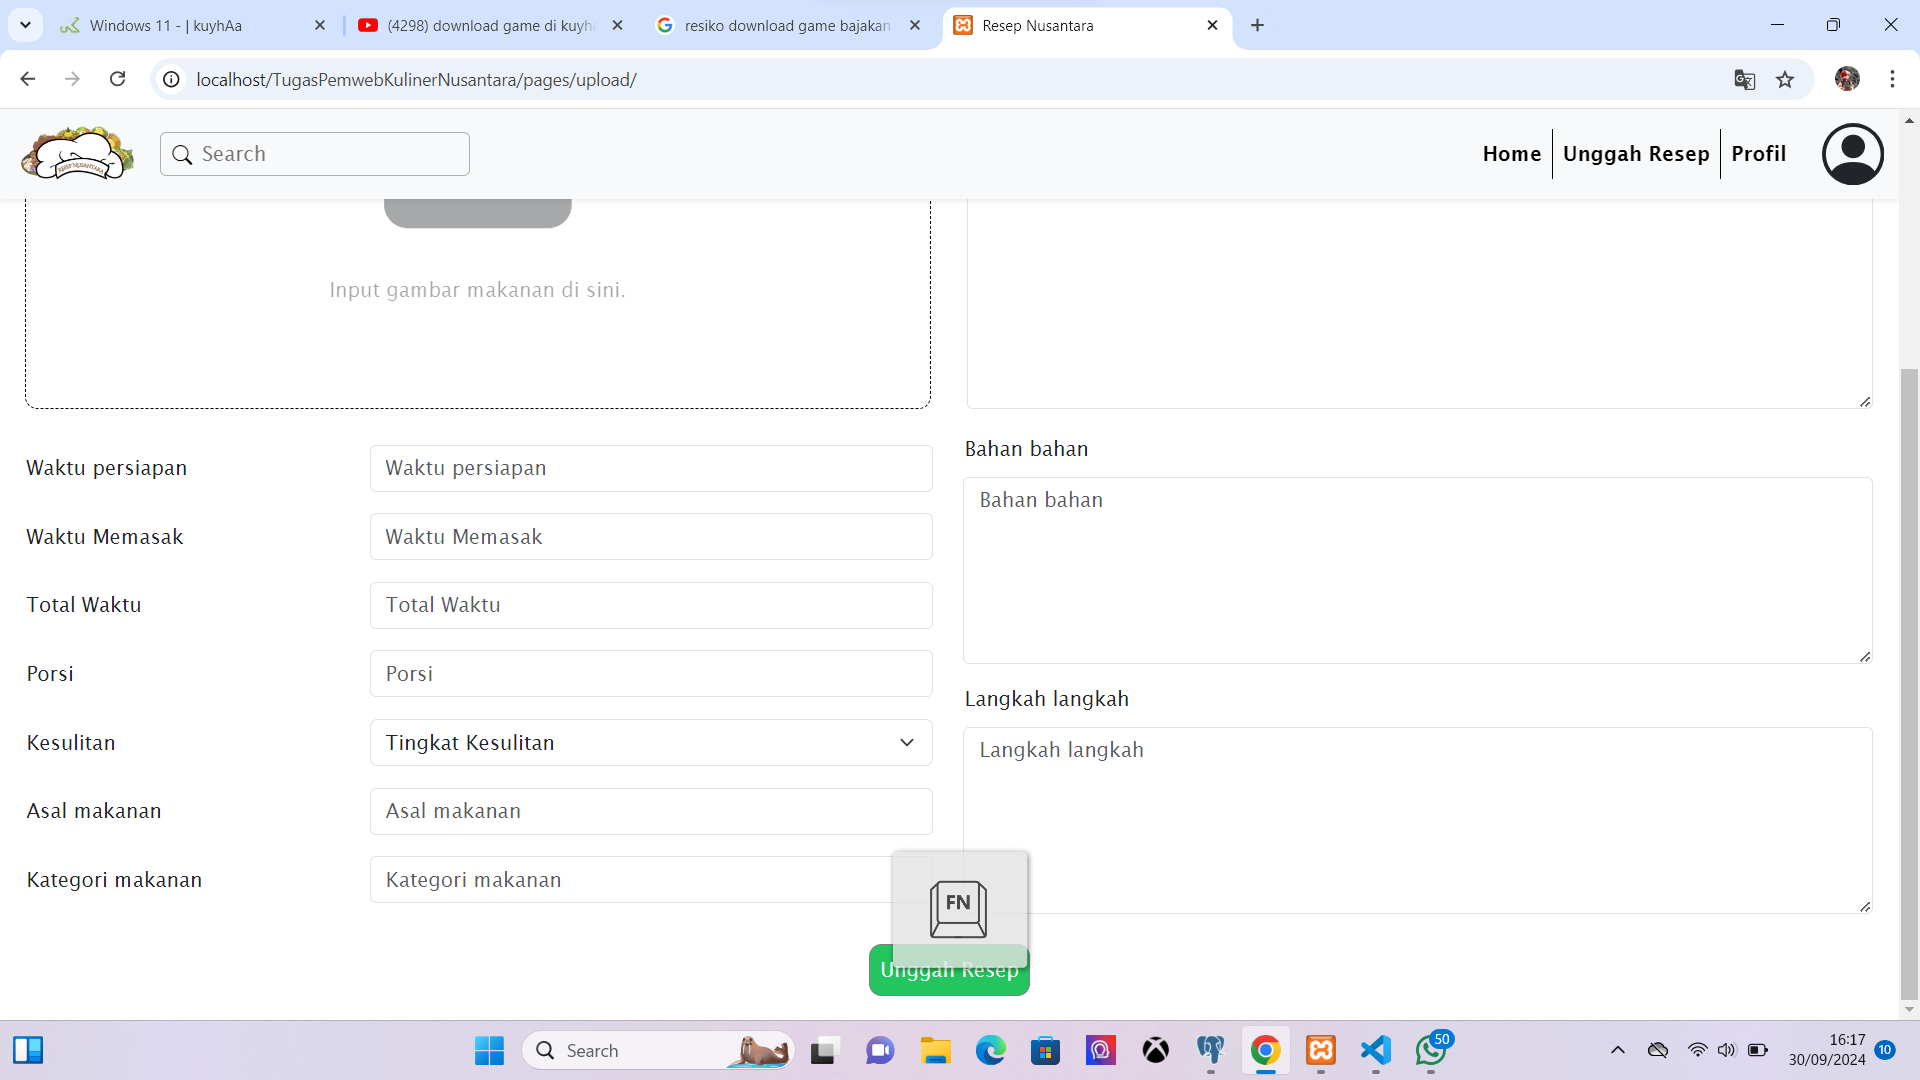 Windows 11 - | kuyhAa
(4298) download game di kuyha
resiko download game bajakan
Resep Nusantara
localhost/TugasPemwebKulinerNusantara/pages/upload/
RESEP NUSANTARA
Search
Home
Unggah Resep
Profil
Input gambar makanan di sini.
Waktu persiapan
Waktu persiapan
Waktu Memasak
Waktu Memasak
Total Waktu
Total Waktu
Porsi
Porsi
Kesulitan
Tingkat Kesulitan
Asal makanan
Asal makanan
Kategori makanan
Kategori makanan
Bahan bahan
Bahan bahan
Langkah langkah
Langkah langkah
FN
Unggah Resep
Search
50
16:17
30/09/2024
10